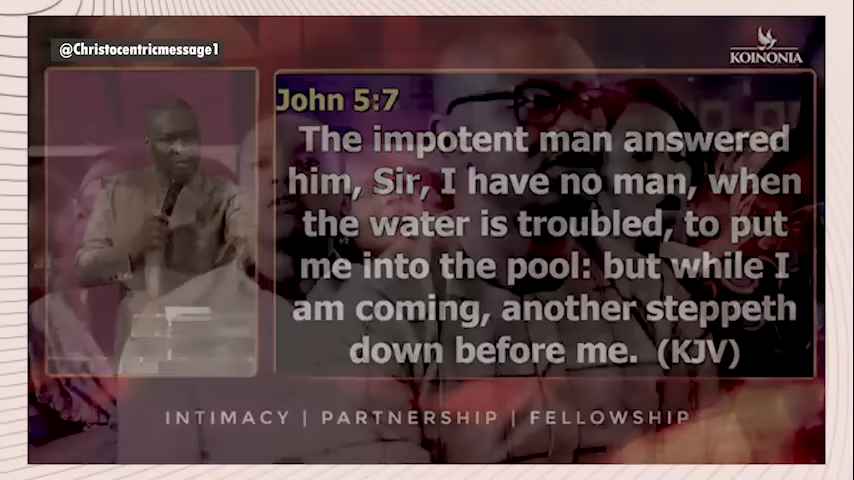 @Christocentricmessage1
KOINONIA
John 5:7
The impotent man answered
him, Sir, I have no man, when
the water is troubled, to put
me into the pool: but while I
am coming, another steppeth
down before me. (KJV)
INTIMACY | PARTNERSHIP | FELLOWSHIP